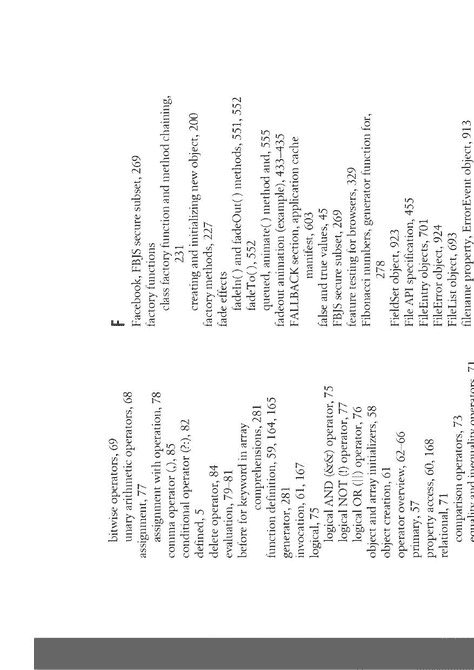 bitwise operators, 69
unary arithmetic operators, 68
assignment, 77
assignment with operation, 78
comma operator (,), 85
conditional operator (?:), 82
defined, 5
delete operator, 84
evaluation, 79–81
before for keyword in array
comprehensions, 281
function definition, 59, 164, 165
generator, 281
invocation, 61, 167
logical, 75
logical AND (&&) operator, 75
logical NOT (!) operator, 77
logical OR (||) operator, 76
object and array initializers, 58
object creation, 61
operator overview, 62–66
primary, 57
property access, 60, 168
relational, 71
comparison operators, 73
equality and inequality operators, 71
F
Facebook, FBJS secure subset, 269
factory functions
class factory function and method chaining,
231
creating and initializing new object, 200
factory methods, 227
fade effects
fadeIn( ) and fadeOut( ) methods, 551, 552
fadeTo( ), 552
queued, animate( ) method and, 555
fadeout animation (example), 433–435
FALLBACK section, application cache
manifest, 603
false and true values, 45
FBJS secure subset, 269
feature testing for browsers, 329
Fibonacci numbers, generator function for,
278
FieldSet object, 923
File API specification, 455
FileEntry objects, 701
FileError object, 924
FileList object, 693
filename property, ErrorEvent object, 913